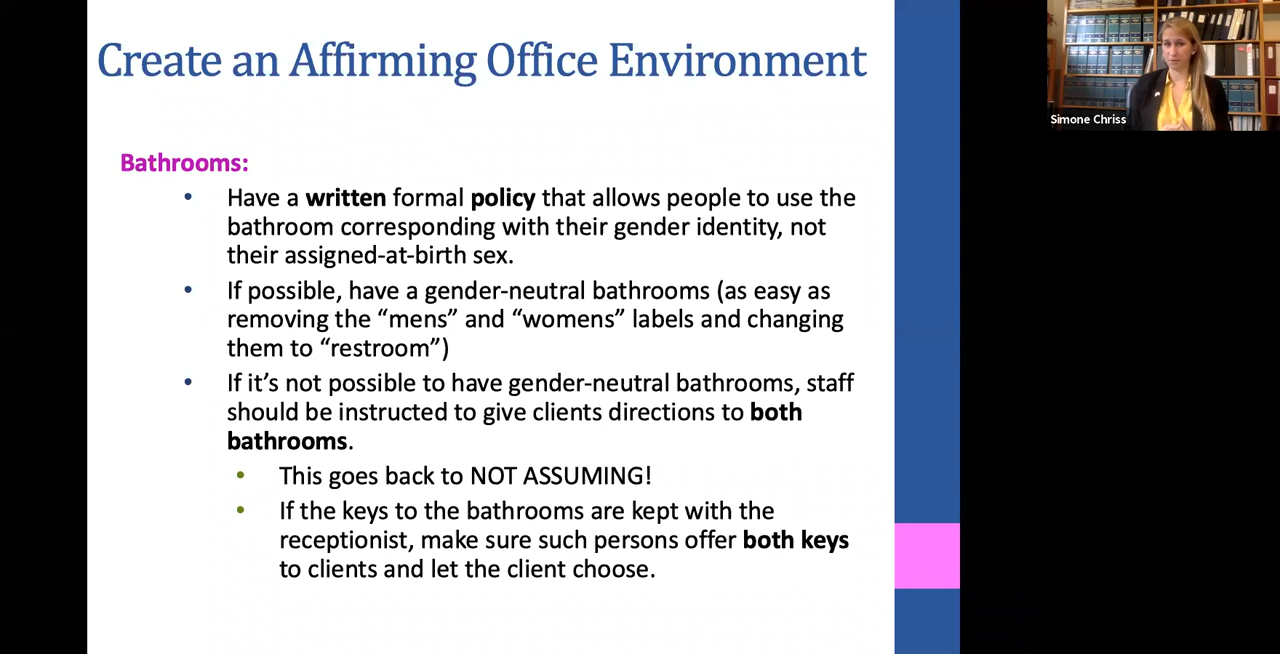 Create an Affirming Office Environment
Simone Chriss
Bathrooms:
• Have a written formal policy that allows people to use the
bathroom corresponding with their gender identity, not
their assigned-at-birth sex.
• If possible, have a gender-neutral bathrooms (as easy as
removing the “mens” and “womens” labels and changing
them to “restroom”)
• If it’s not possible to have gender-neutral bathrooms, staff
should be instructed to give clients directions to both
bathrooms.
• This goes back to NOT ASSUMING!
• If the keys to the bathrooms are kept with the
receptionist, make sure such persons offer both keys
to clients and let the client choose.